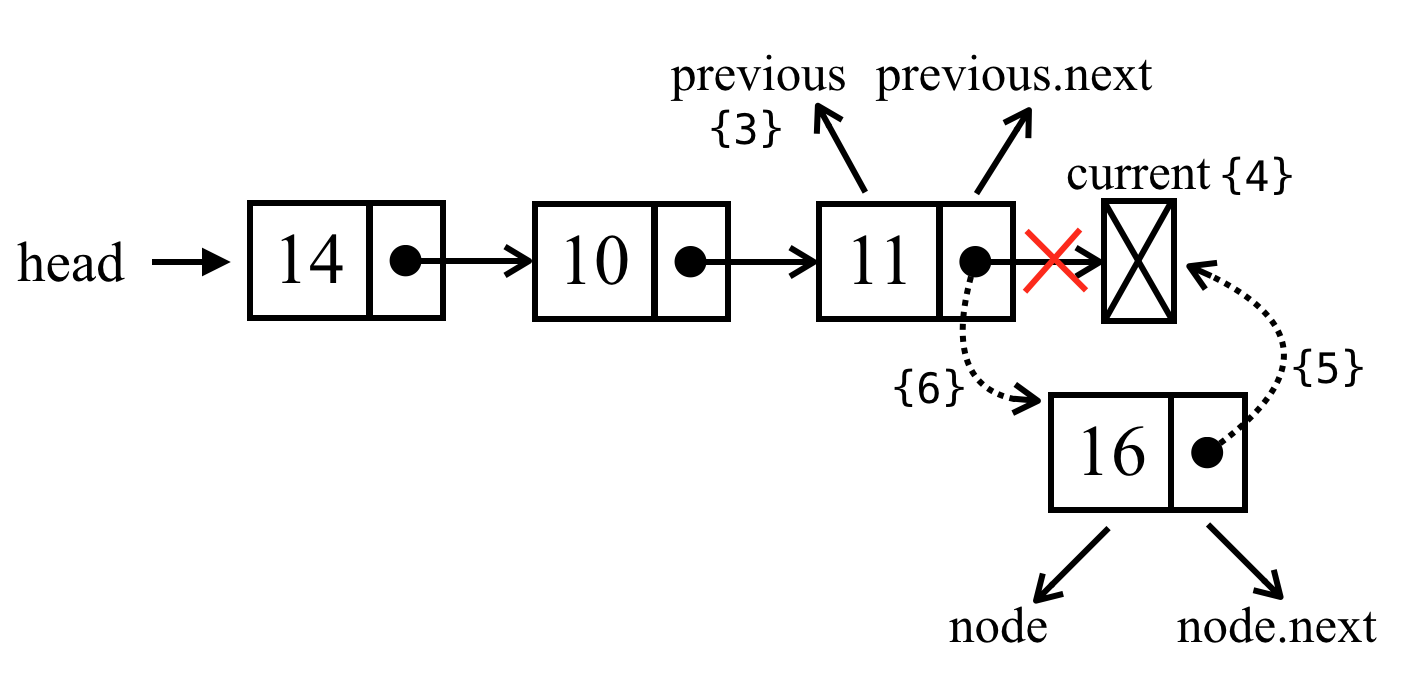 previous previous.next
{3}
current {4}
head 14 10 11
{6} {5}
16
node node.next